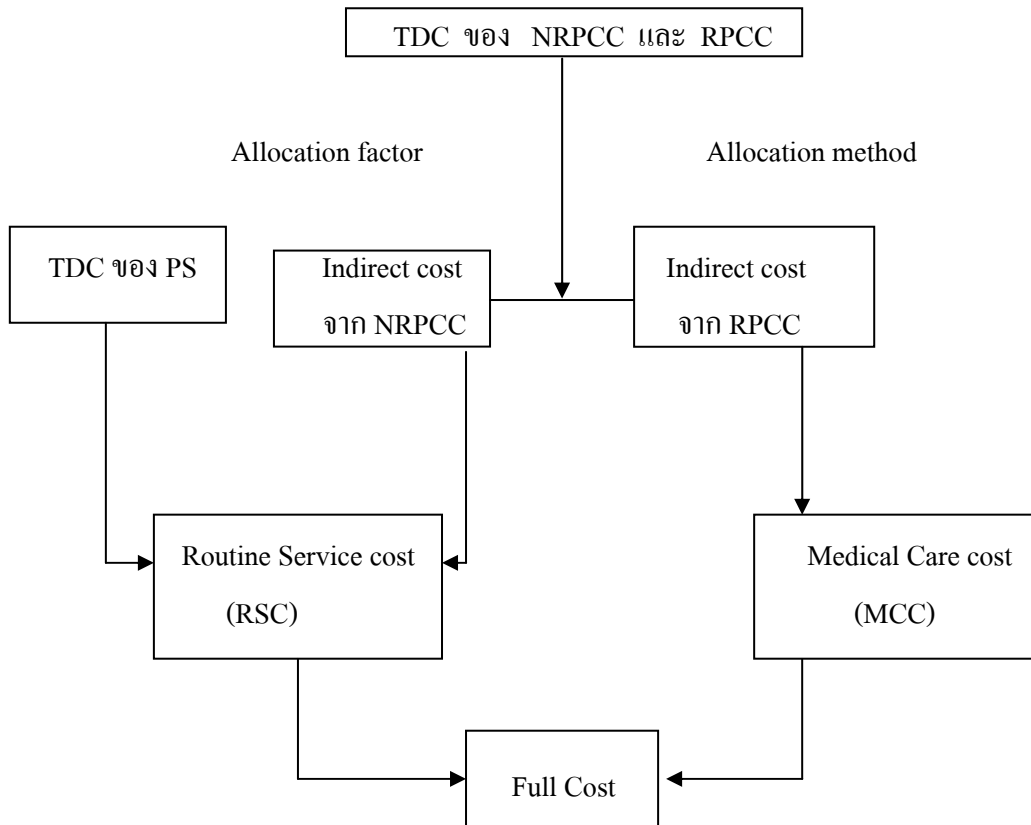 TDC ของ NRPCC และ RPCC
Allocation factor
Allocation method
TDC ของ PS
Indirect cost
จาก NRPCC
Indirect cost
จาก RPCC
Routine Service cost
(RSC)
Medical Care cost
(MCC)
Full Cost